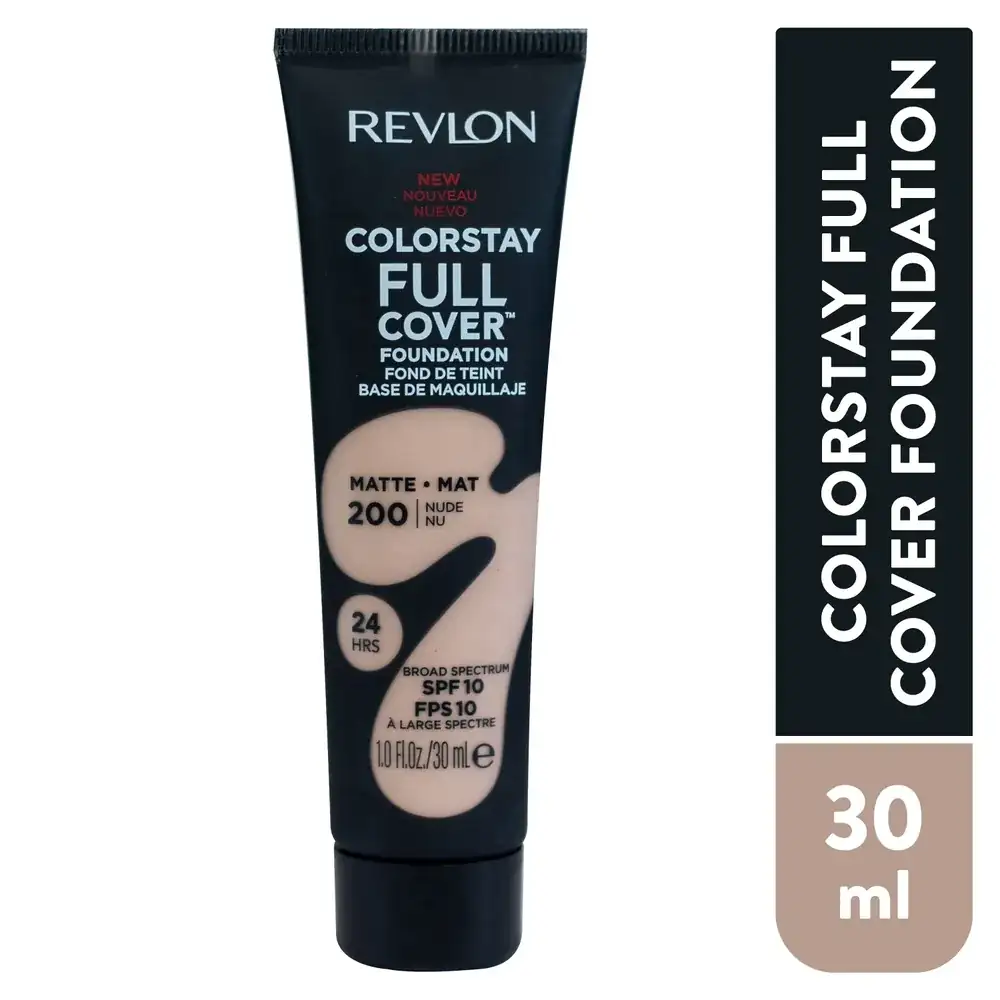 REVLON
NEW
NOUVEAU
NUEVO
COLORSTAY
FULL
COVER™
FOUNDATION
FOND DE TEINT
BASE DE MAQUILLAJE
MATTE • MAT
200 | NUDE
NU
24
HRS
BROAD SPECTRUM
SPF 10
FPS 10
À LARGE SPECTRE
1.0 Fl.Oz./30 mL e
COLORSTAY FULL
COVER FOUNDATION
30
ml